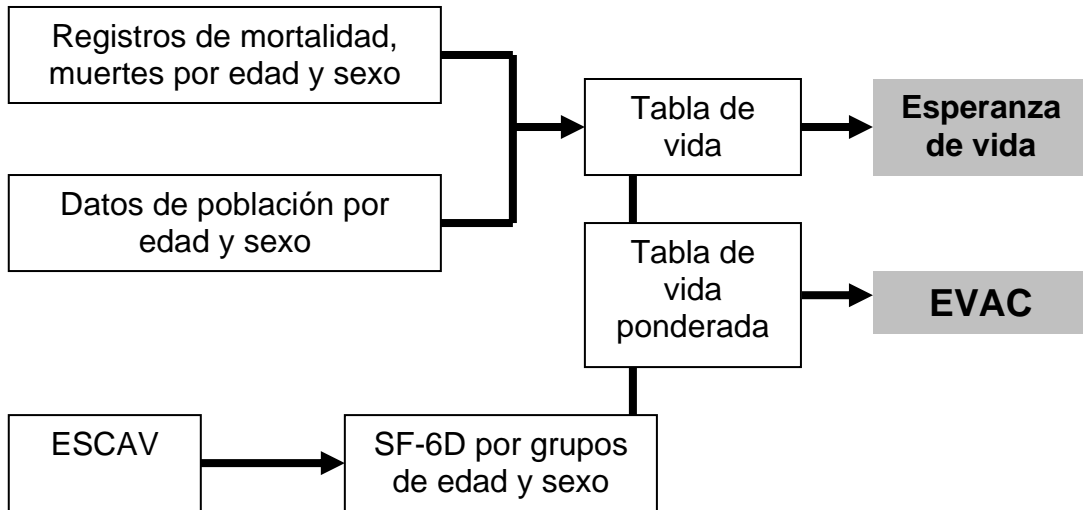 Registros de mortalidad,
muertes por edad y sexo
Datos de población por
edad y sexo
Tabla de
vida
Esperanza
de vida
Tabla de
vida
ponderada
EVAC
ESCAV
SF-6D por grupos
de edad y sexo